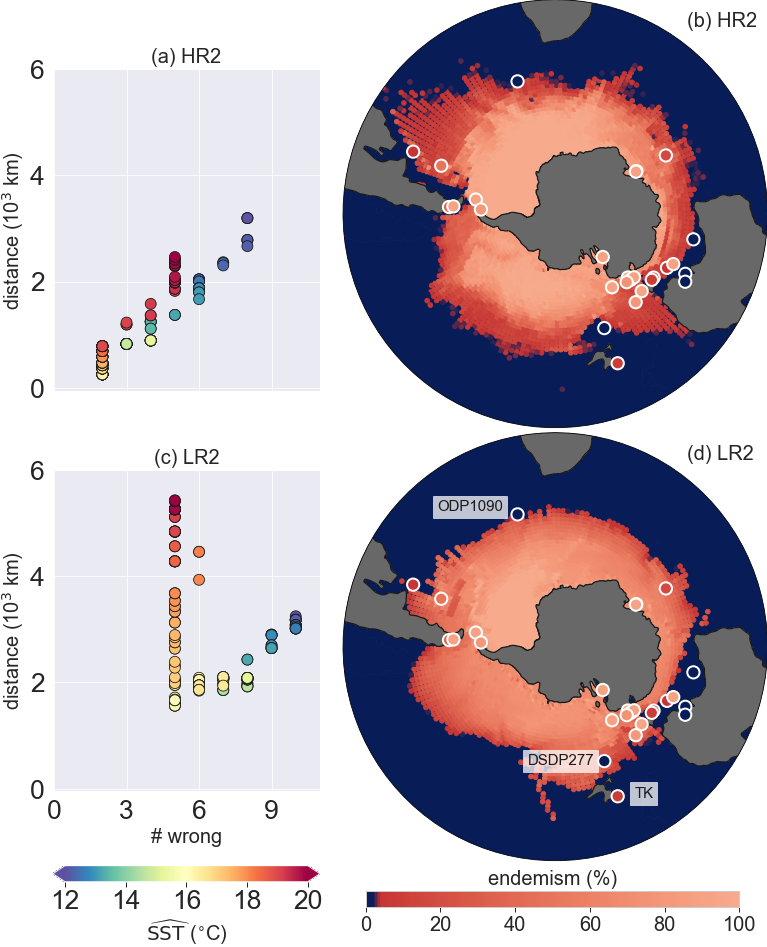 (a) HR2
(b) HR2
6
4
2
0
distance (10³ km)
(c) LR2
(d) LR2
6
4
2
0
distance (10³ km)
0 3 6 9
# wrong
ODP1090
DSDP277
TK
12 14 16 18 20
S͡ST (°C)
endemism (%)
0 20 40 60 80 100